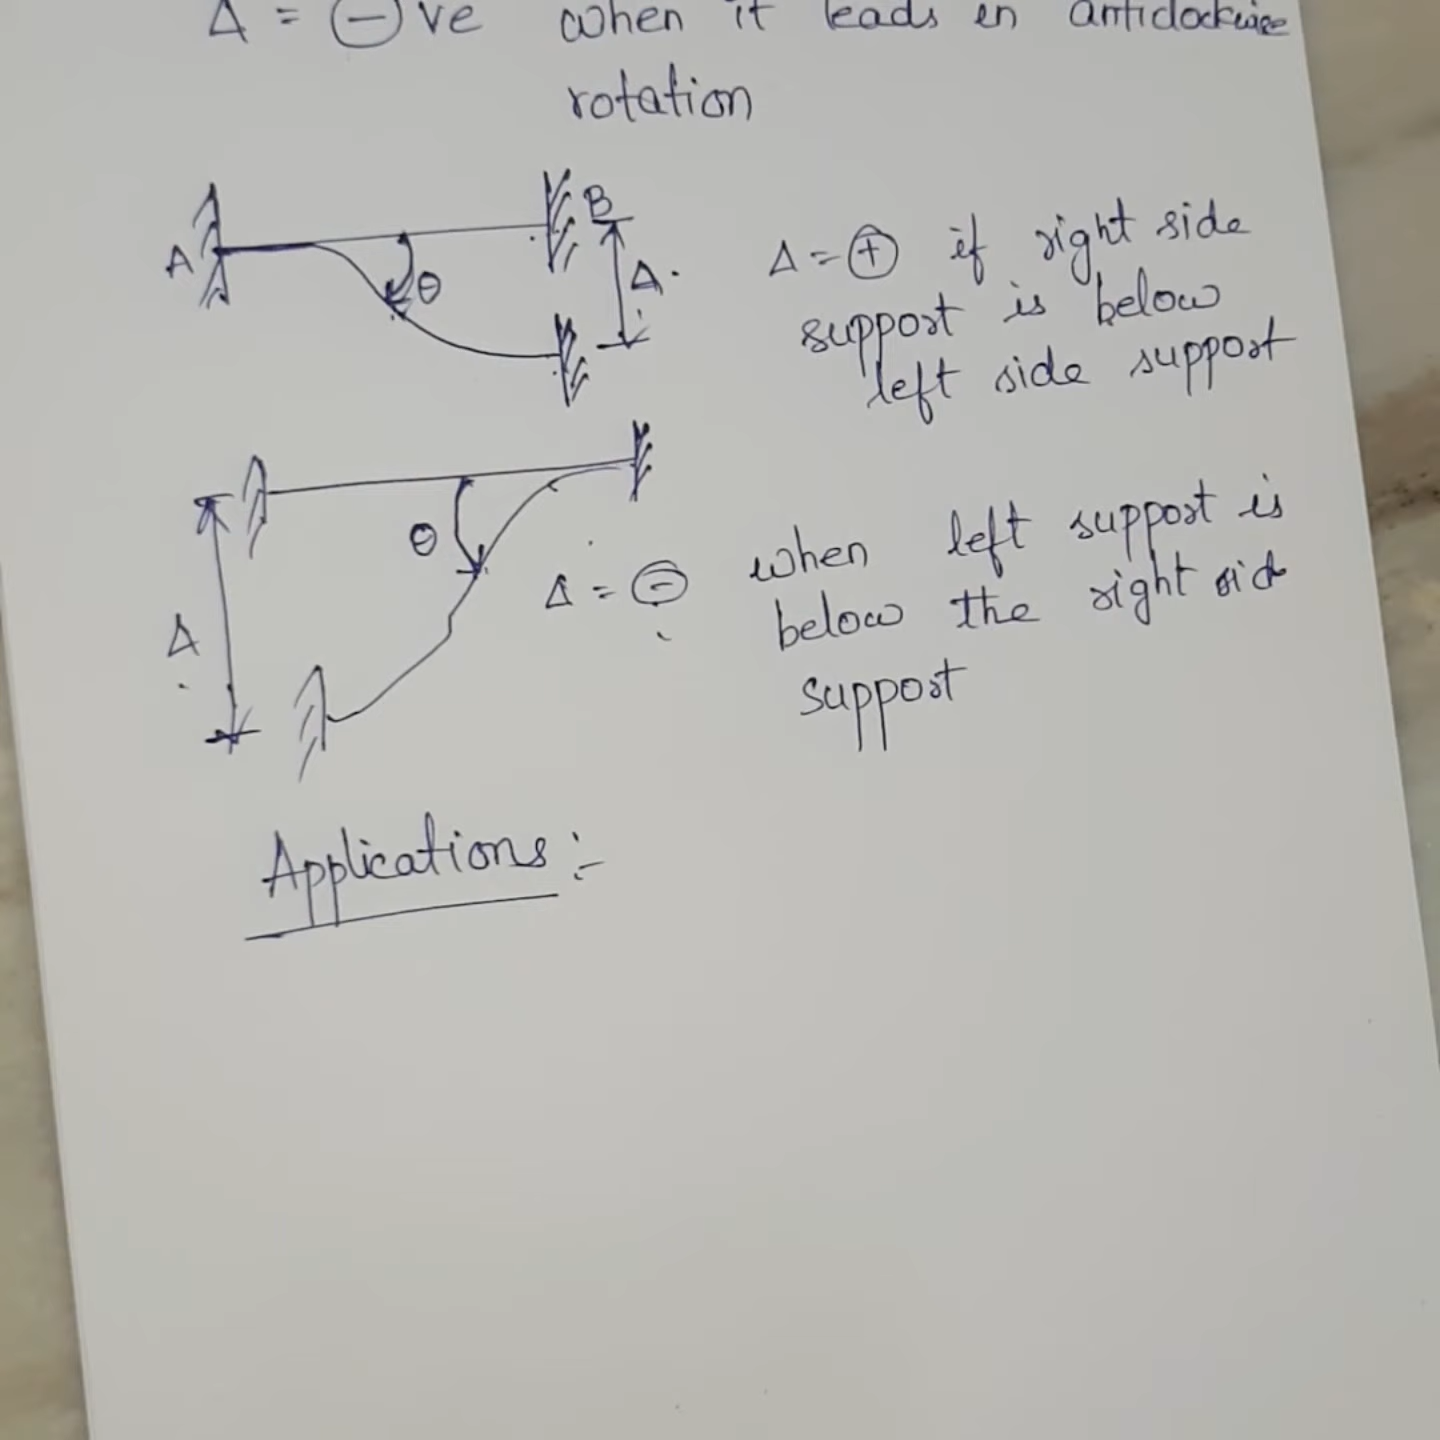 Δ = ⊖ve when it leads in anticlockwise
rotation
A
B
θ
Δ.
Δ = ⊕ if right side
support is below
left side support
θ
Δ
Δ = ⊖ when left support is
below the right sid
support
Applications :-